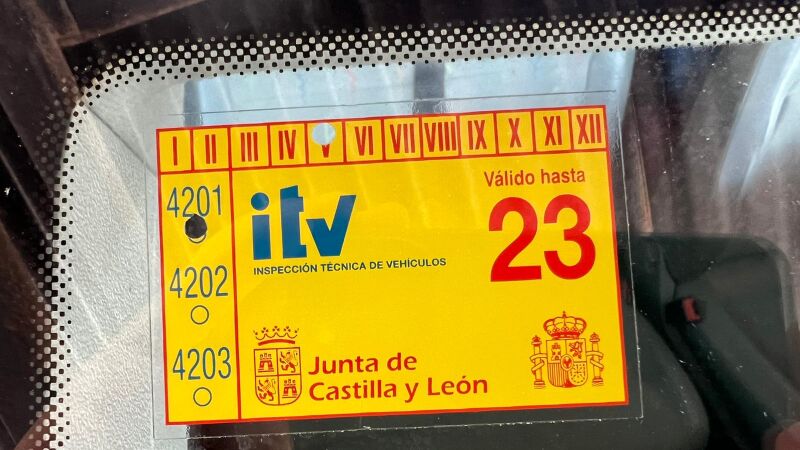 I II III IV V VI VII VIII IX X XI XII
4201
4202
4203
itv
INSPECCIÓN TÉCNICA DE VEHÍCULOS
Válido hasta
23
Junta de
Castilla y León